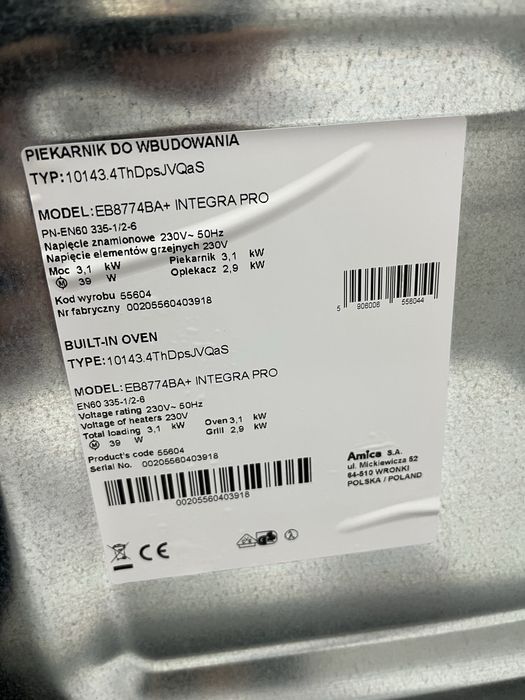 PIEKARNIK DO WBUDOWANIA
TYP:10143.4ThDpsJVQaS
MODEL:EB8774BA+ INTEGRA PRO
PN-EN60 335-1/2-6
Napięcie znamionowe 230V~ 50Hz
Napięcie elementów grzejnych 230V
Moc 3,1 kW Piekarnik 3,1 kW
M 39 W Opiekacz 2,9 kW
Kod wyrobu 55604
Nr fabryczny 00205560403918
5 906006 556044
BUILT-IN OVEN
TYPE:10143.4ThDpsJVQaS
MODEL:EB8774BA+ INTEGRA PRO
EN60 335-1/2-6
Voltage rating 230V~ 50Hz
Voltage of heaters 230V
Total loading 3,1 kW Oven 3,1 kW
M 39 W Grill 2,9 kW
Product's code 55604
Serial No. 00205560403918
00205560403918
Amica S.A.
ul. Mickiewicza 52
64-510 WRONKI
POLSKA / POLAND
CE